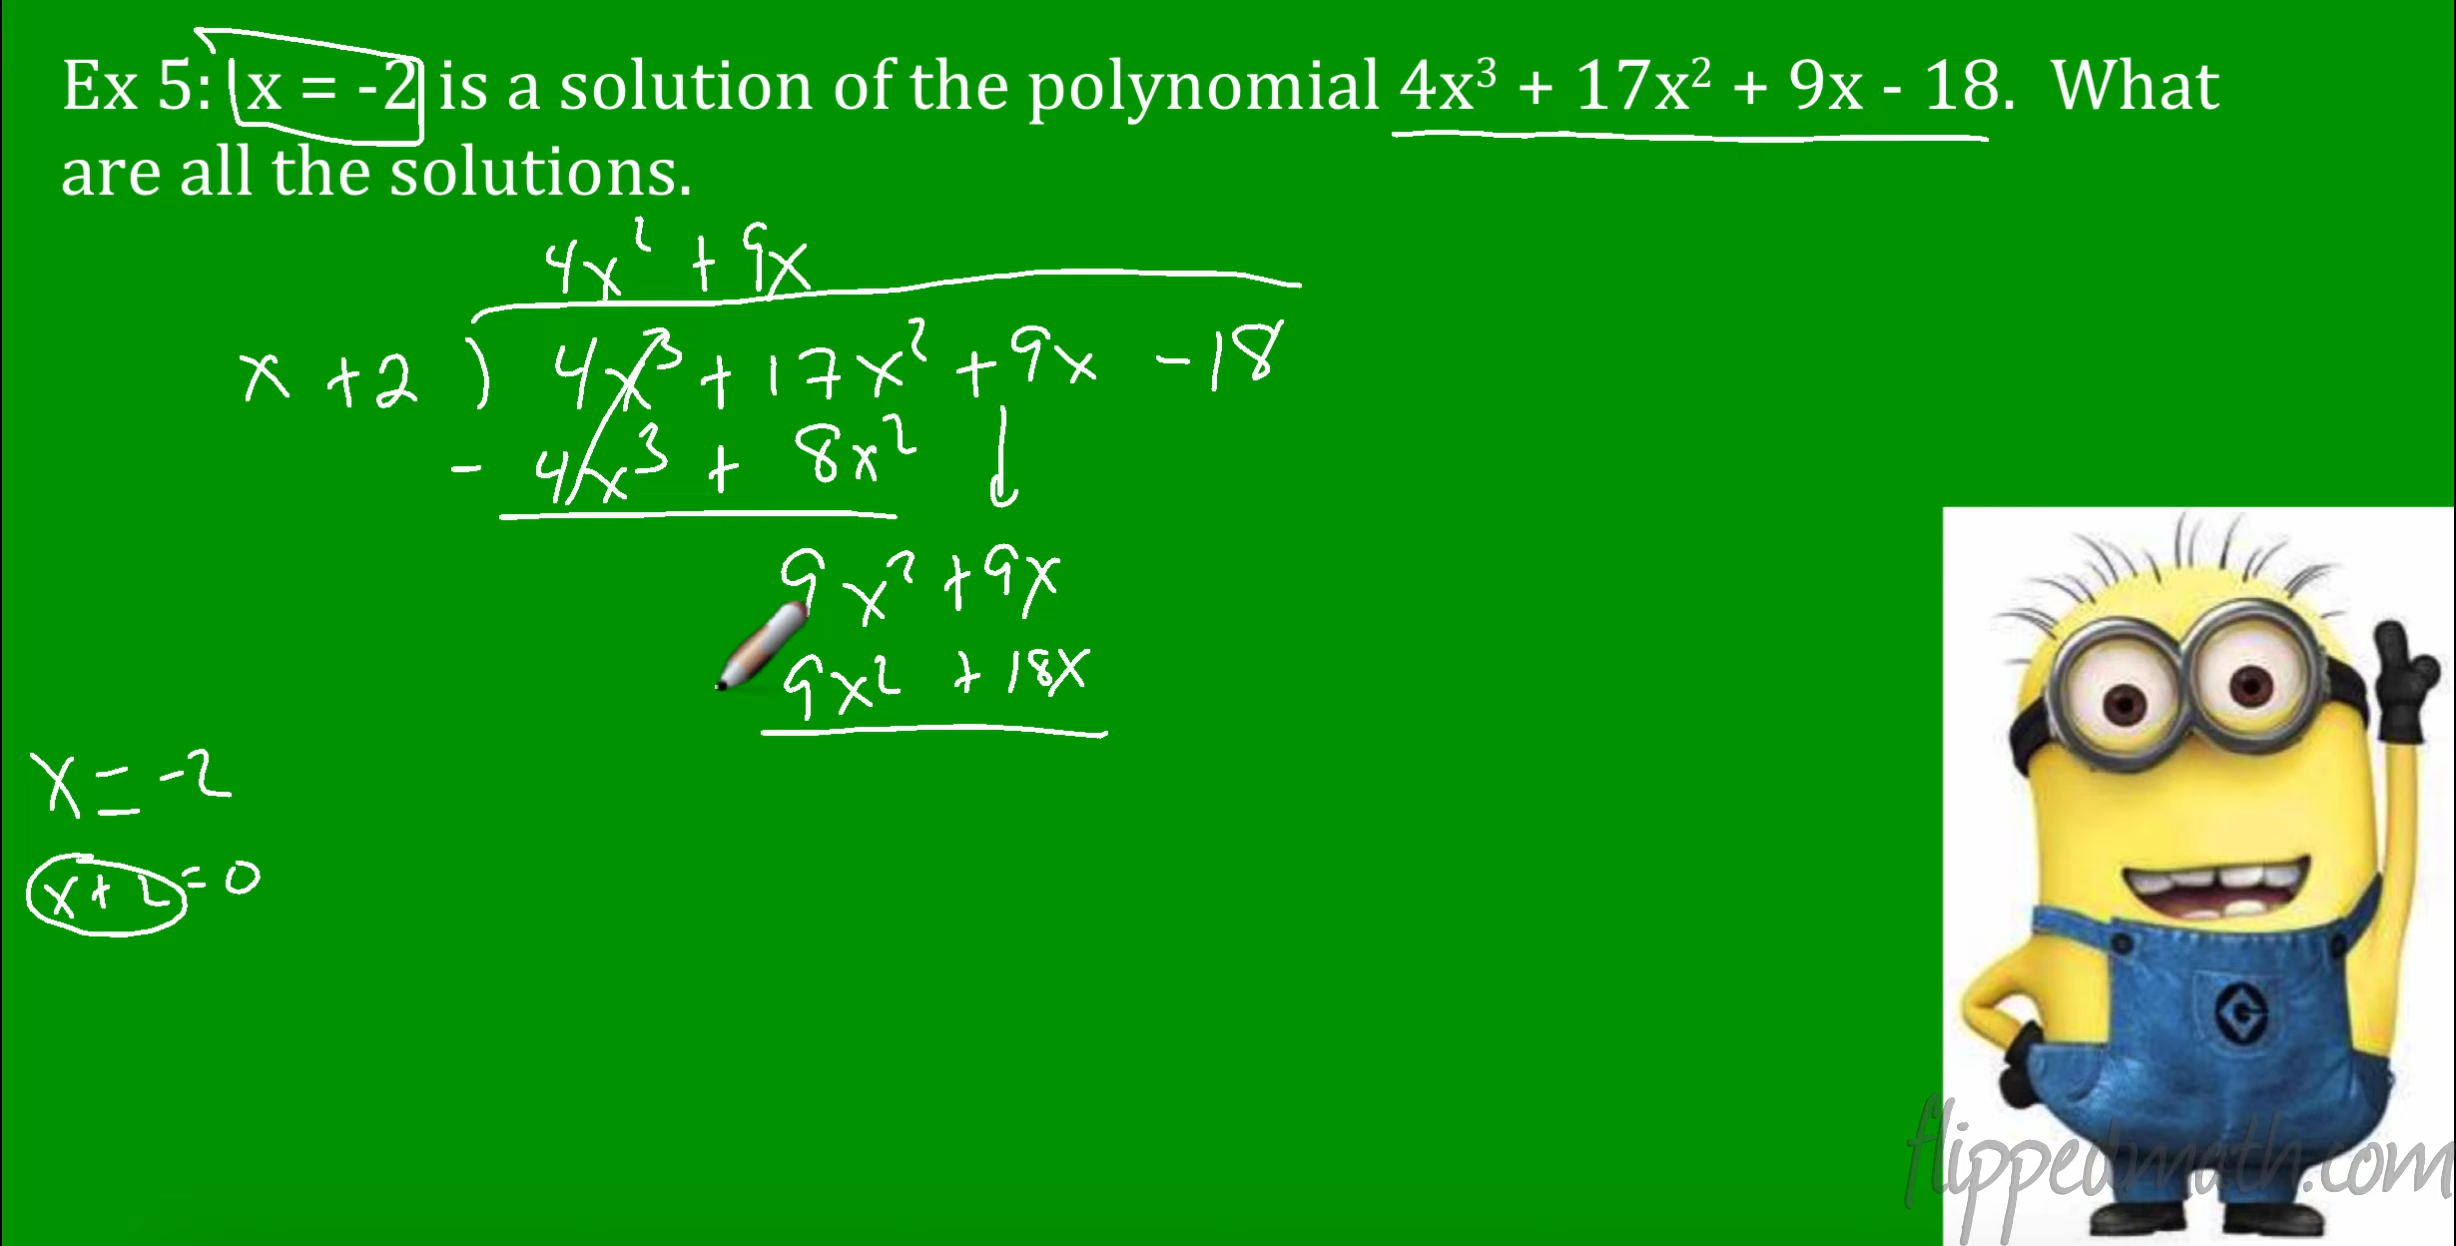 Ex 5: x = -2 is a solution of the polynomial 4x³ + 17x² + 9x - 18. What
are all the solutions.
4x² + 9x
x + 2 ) 4x³ + 17x² + 9x - 18
- 4x³ + 8x²
9x² + 9x
9x² + 18x
x = -2
x + 2 = 0
G
flippedmath.com